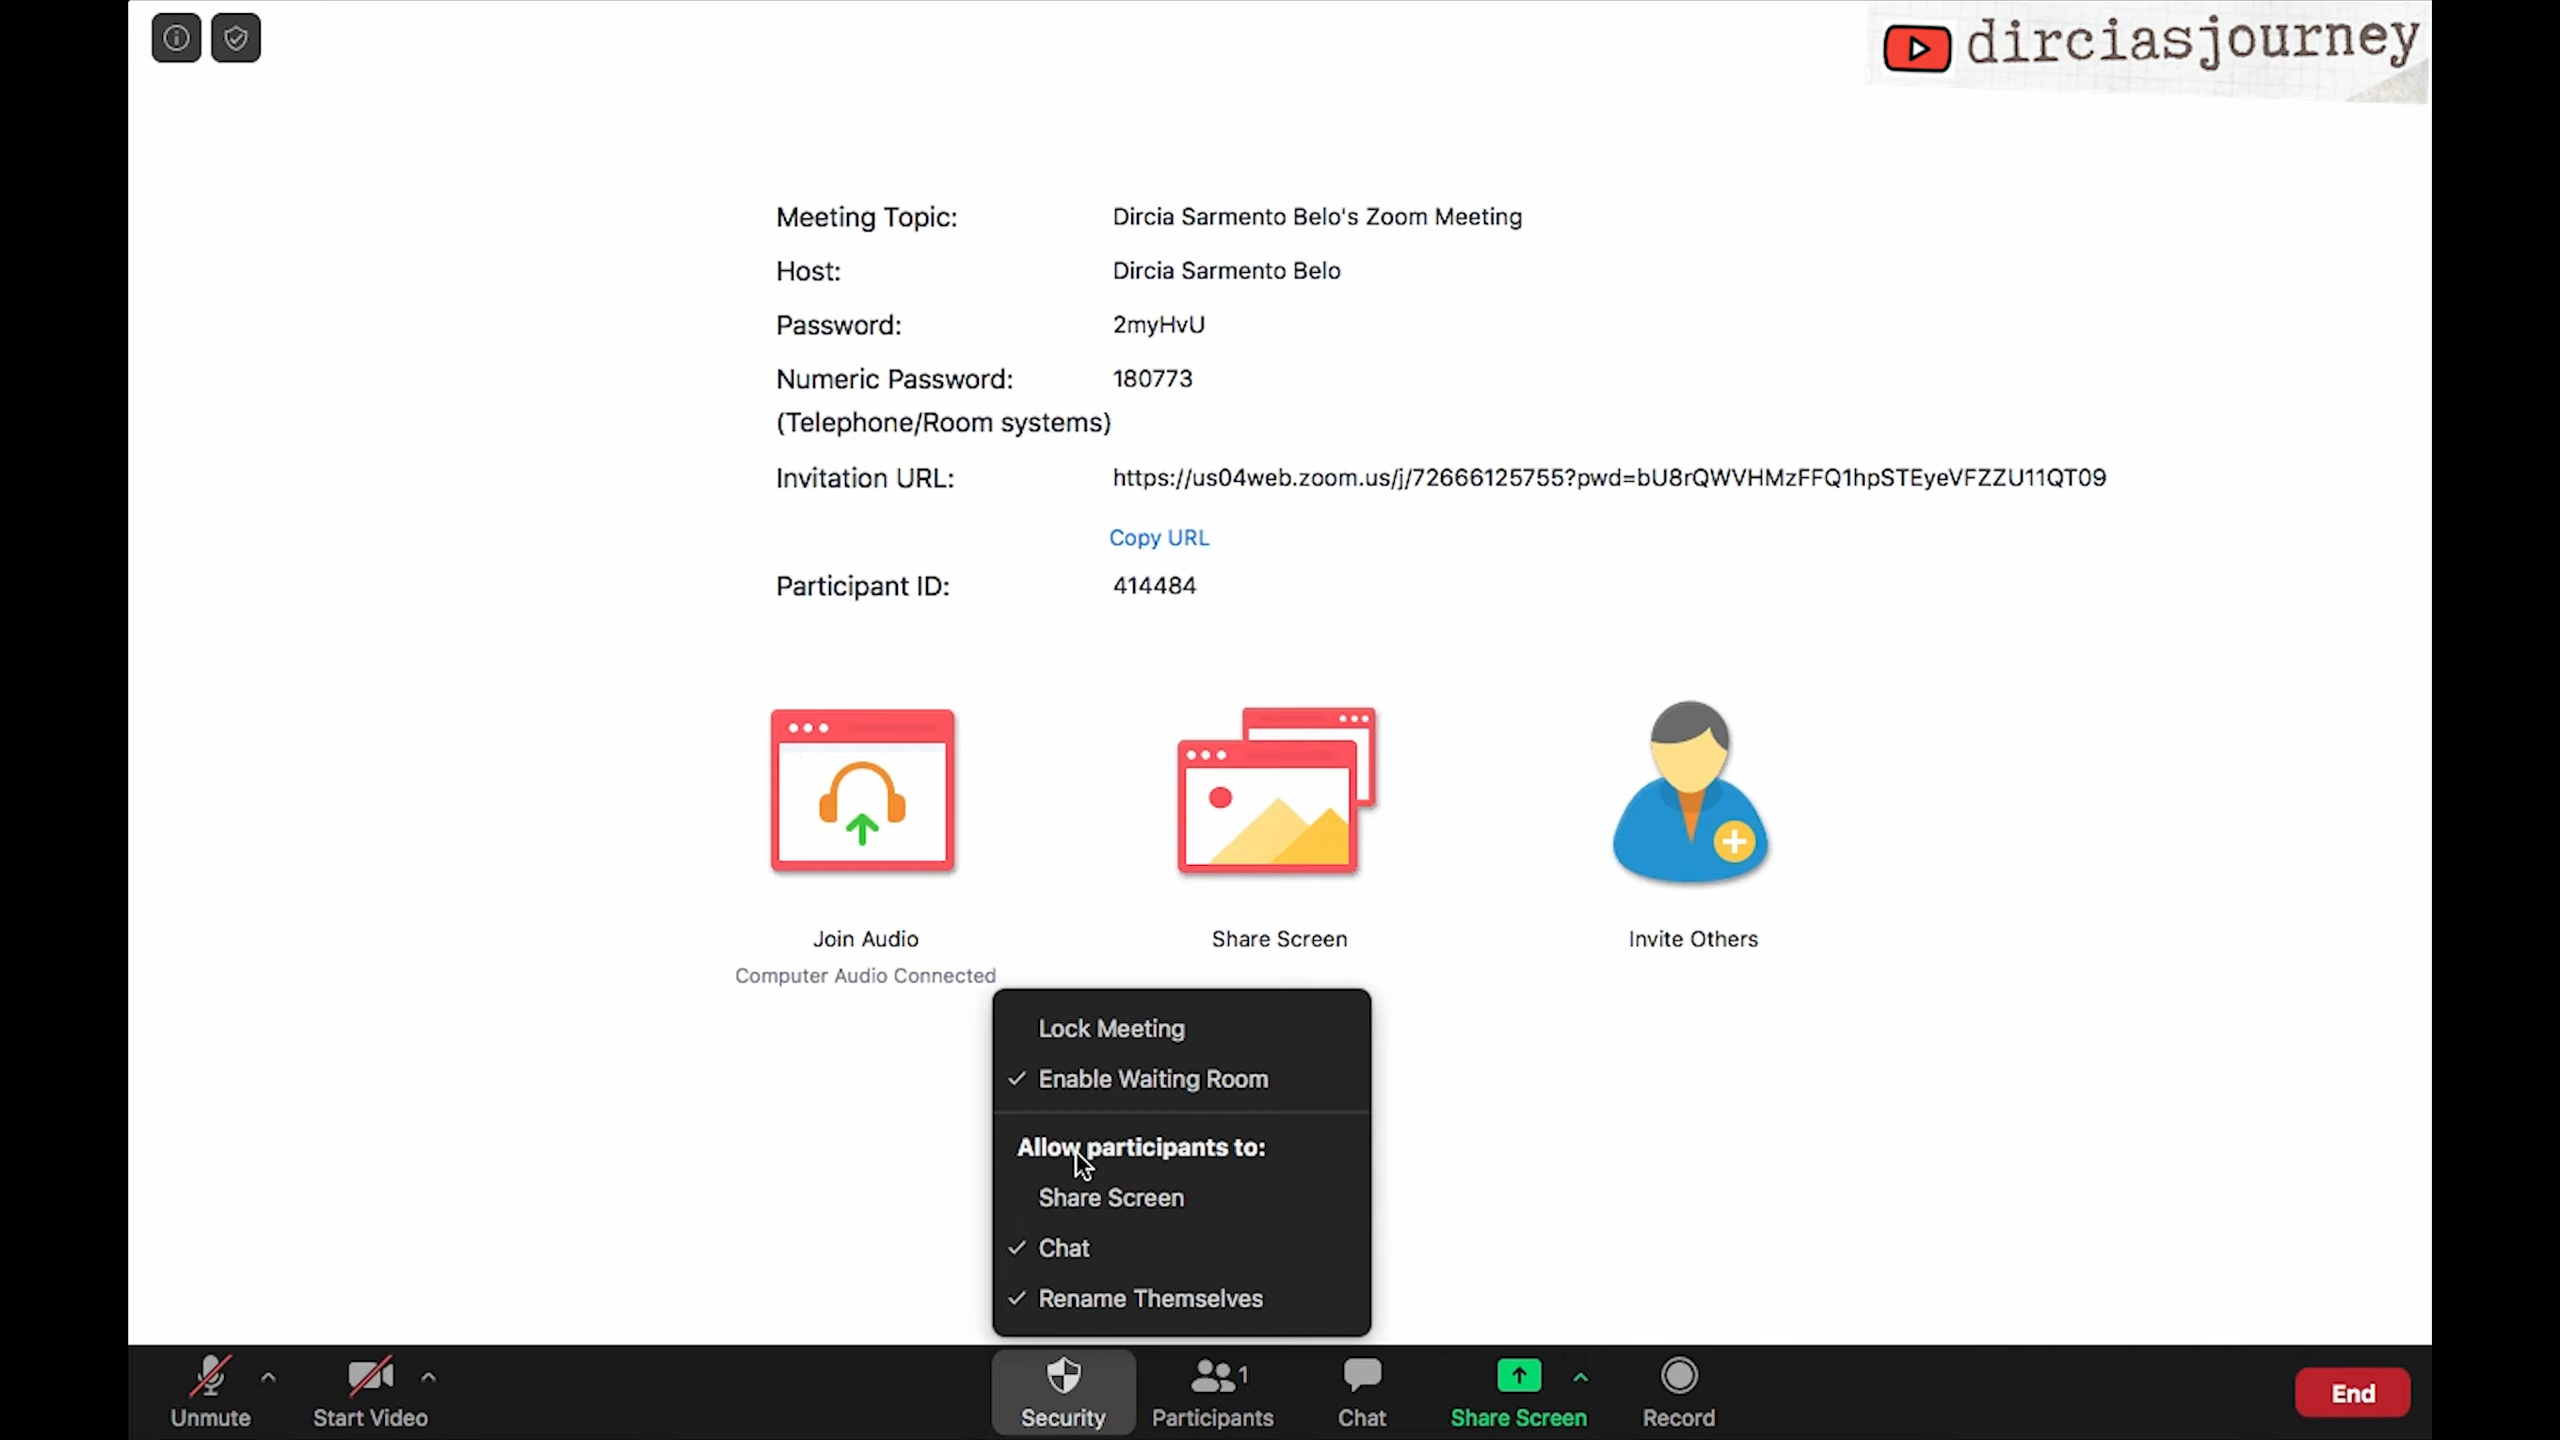 dirciasjourney
Meeting Topic: Dircia Sarmento Belo's Zoom Meeting
Host: Dircia Sarmento Belo
Password: 2myHvU
Numeric Password: 180773
(Telephone/Room systems)
Invitation URL: https://us04web.zoom.us/j/72666125755?pwd=bU8rQWVHMzFFQ1hpSTEyeVFZZU11QT09
Copy URL
Participant ID: 414484
Join Audio
Computer Audio Connected
Share Screen
Invite Others
Lock Meeting
Enable Waiting Room
Allow participants to:
Share Screen
Chat
Rename Themselves
Unmute
Start Video
Security
Participants 1
Chat
Share Screen
Record
End